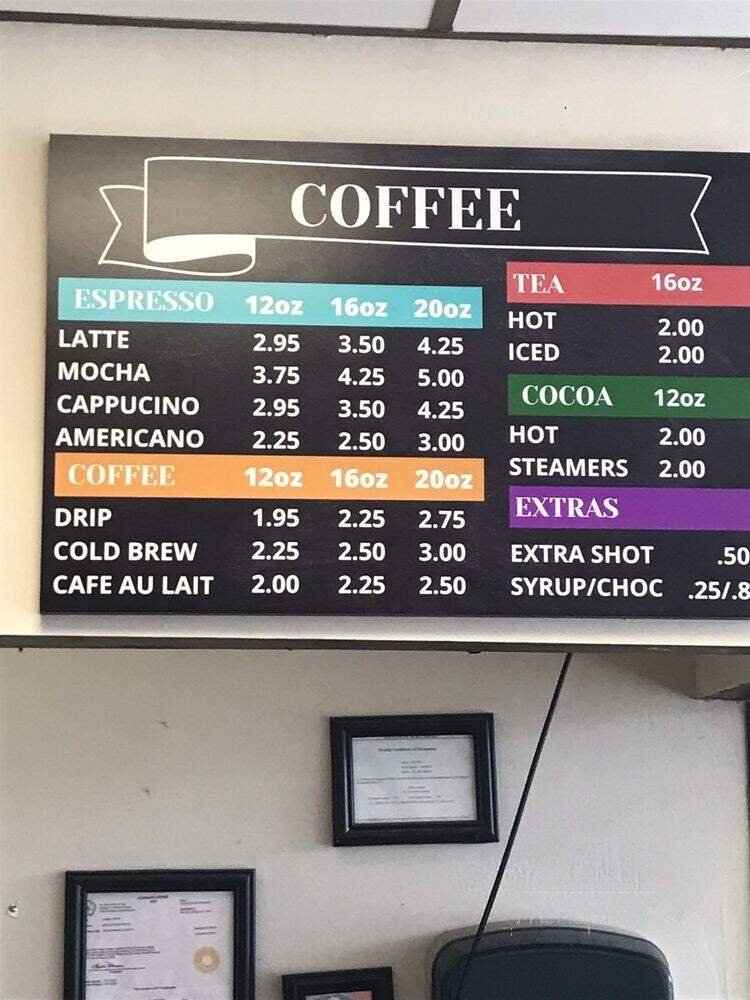 COFFEE
ESPRESSO 12oz 16oz 20oz
LATTE 2.95 3.50 4.25
MOCHA 3.75 4.25 5.00
CAPPUCINO 2.95 3.50 4.25
AMERICANO 2.25 2.50 3.00
COFFEE 12oz 16oz 20oz
DRIP 1.95 2.25 2.75
COLD BREW 2.25 2.50 3.00
CAFE AU LAIT 2.00 2.25 2.50
TEA 16oz
HOT 2.00
ICED 2.00
COCOA 12oz
HOT 2.00
STEAMERS 2.00
EXTRAS
EXTRA SHOT .50
SYRUP/CHOC .25/.8